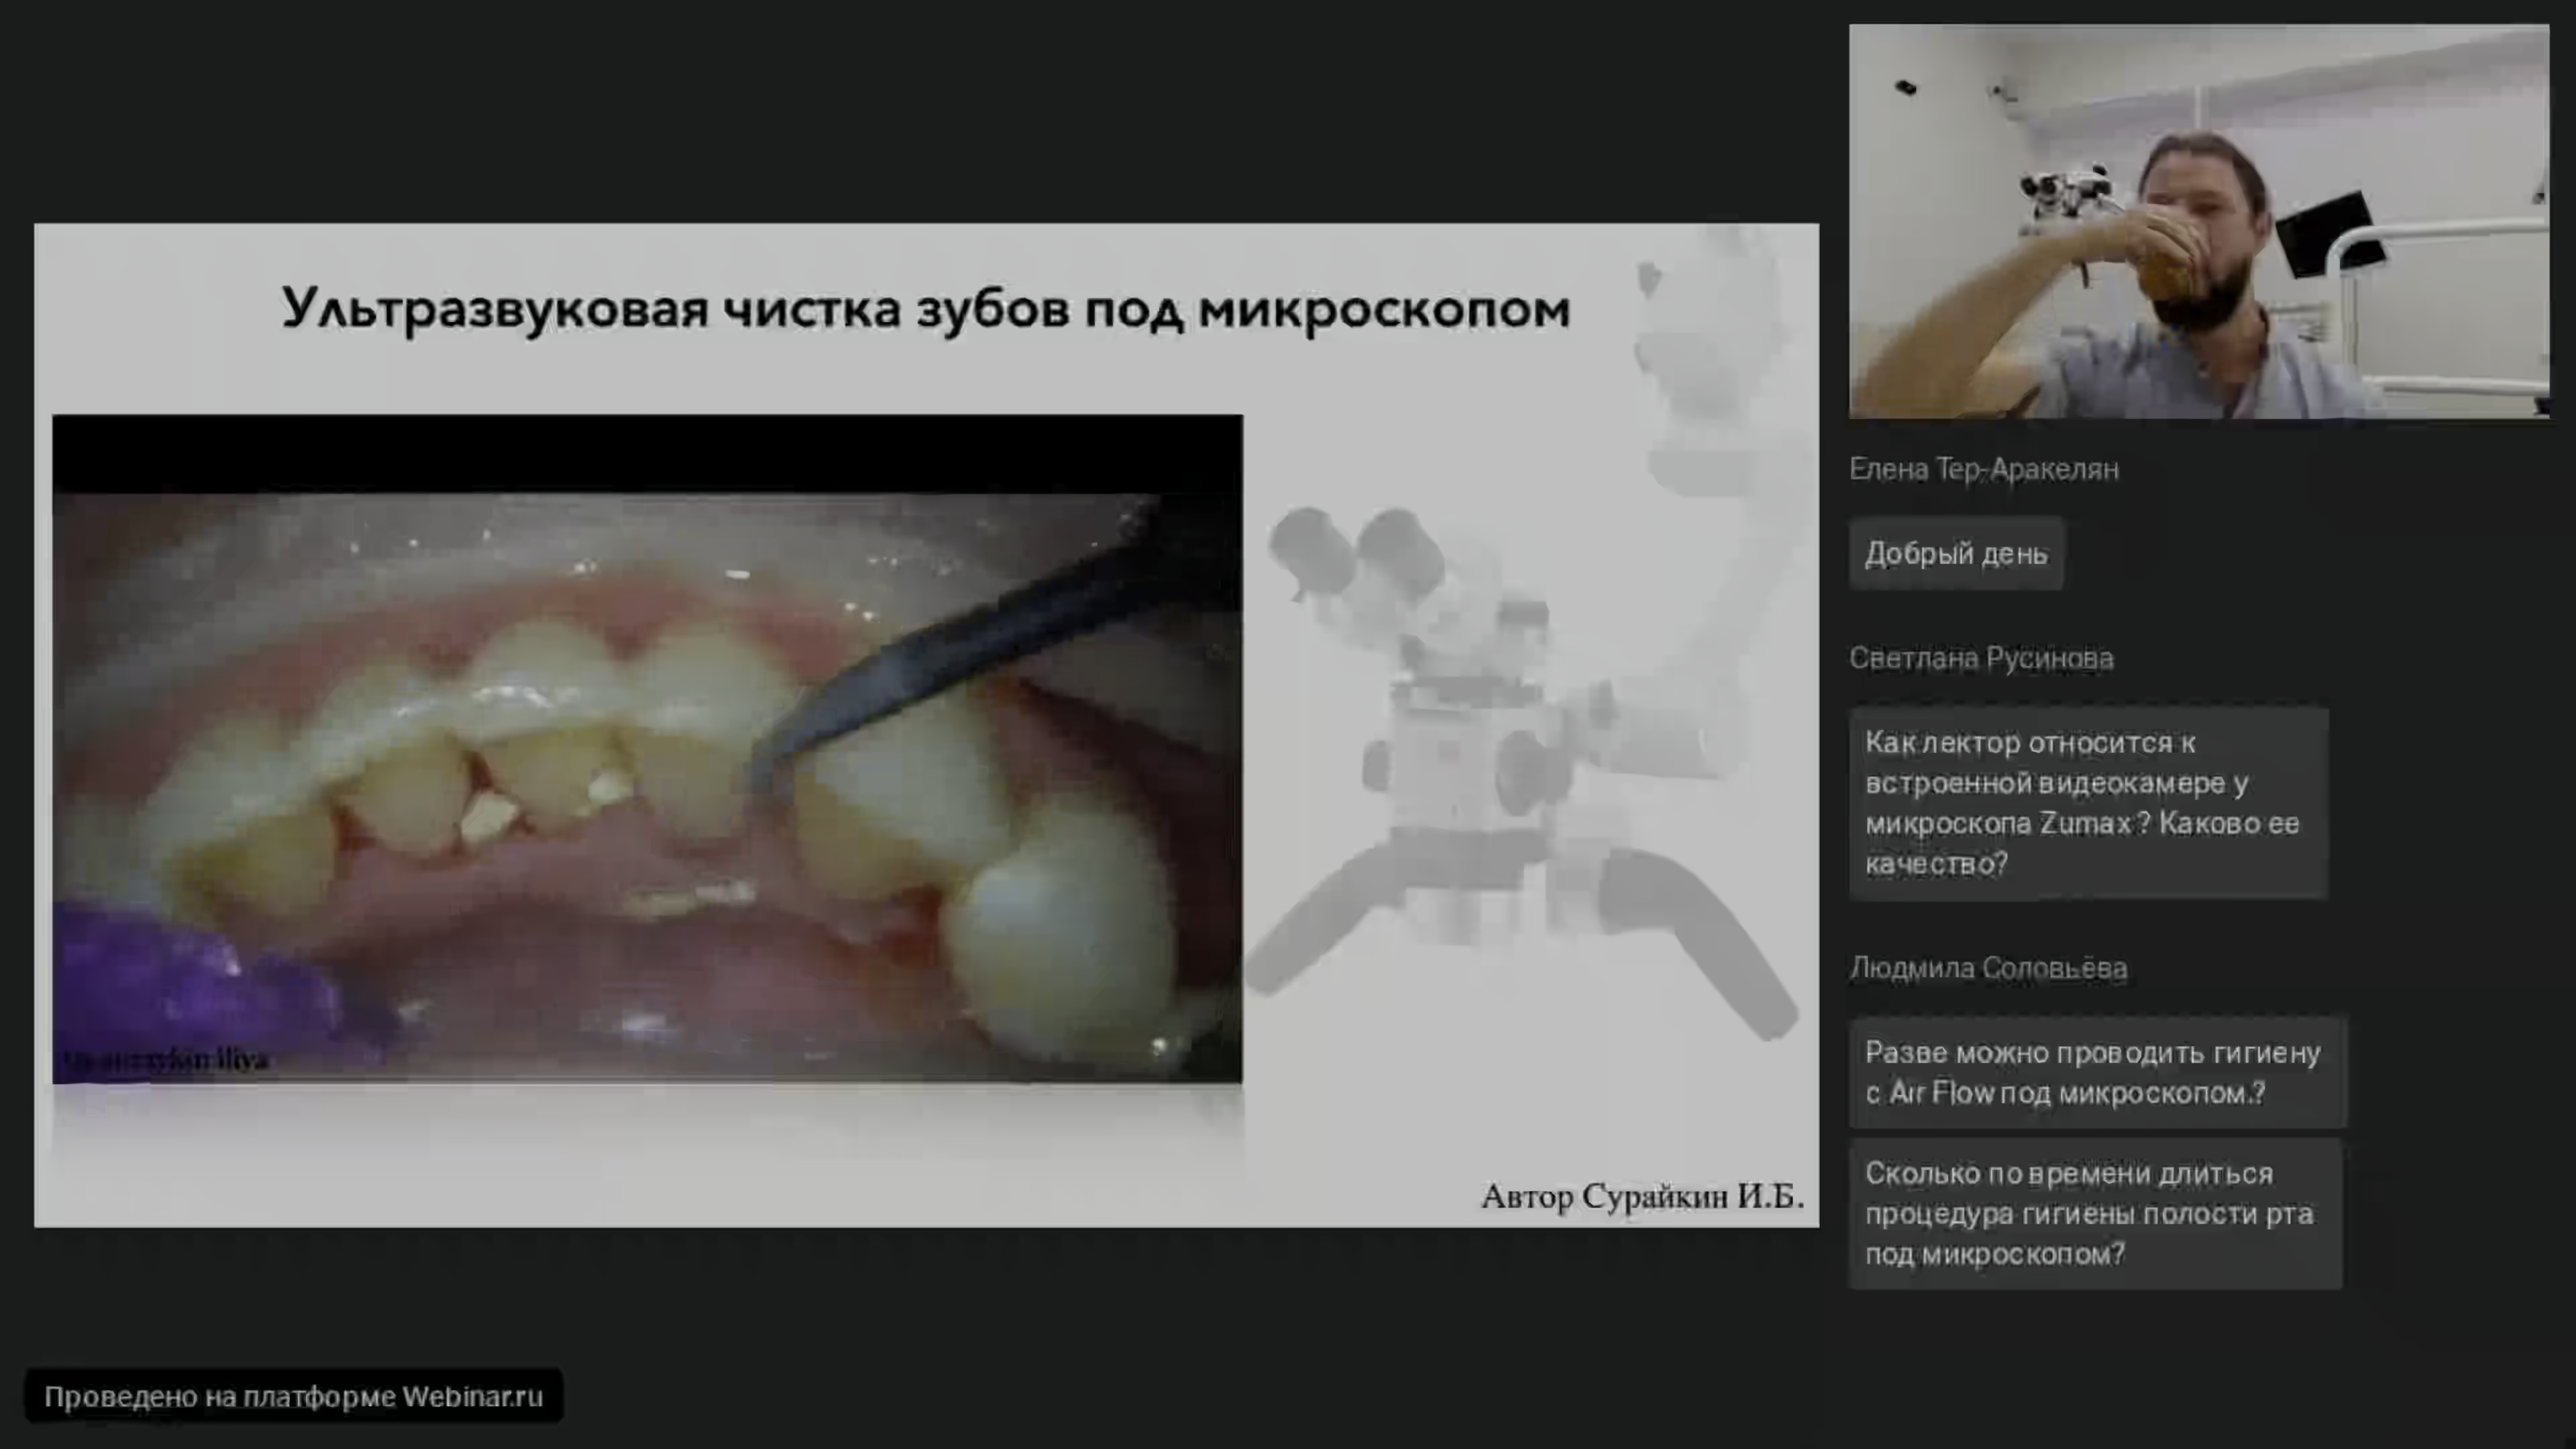 Ультразвуковая чистка зубов под микроскопом
Автор Сурайкин И.Б.
Елена Тер-Аракелян
Добрый день
Светлана Русинова
Как лектор относится к
встроенной видеокамере у
микроскопа Zumax ? Каково ее
качество?
Людмила Соловьёва
Разве можно проводить гигиену
с Air Flow под микроскопом.?
Сколько по времени длиться
процедура гигиены полости рта
под микроскопом?
Проведено на платформе Webinar.ru